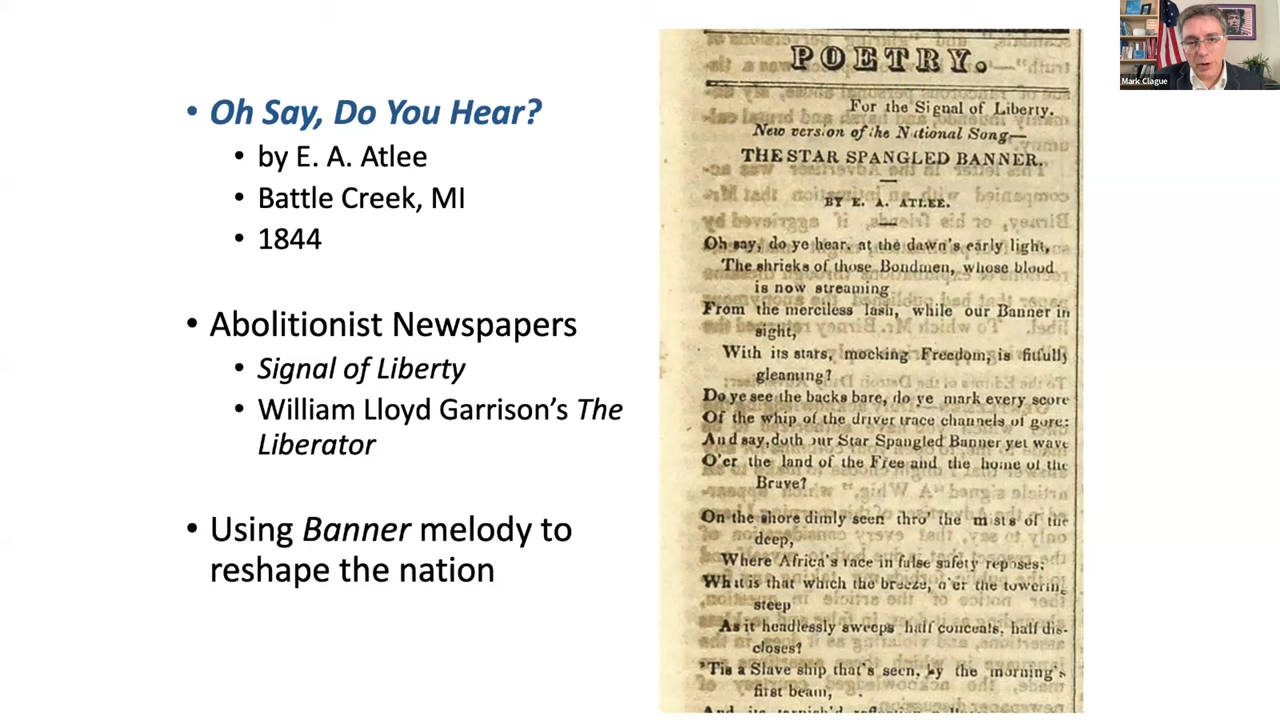 Oh Say, Do You Hear?
by E. A. Atlee
Battle Creek, MI
1844
Abolitionist Newspapers
Signal of Liberty
William Lloyd Garrison’s The
Liberator
Using Banner melody to
reshape the nation
POETRY.
For the Signal of Liberty.
New version of the National Song—
THE STAR SPANGLED BANNER.
BY E. A. ATLEE.
Oh say, do ye hear, at the dawn's early light,
The shrieks of those Bondmen, whose blood
is now streaming
From the merciless lash, while our Banner in
sight,
With its stars, mocking Freedom, is fitfully
gleaming?
Do ye see the backs bare, do ye mark every score
Of the whip of the driver trace channels of gore:
And say, doth our Star Spangled Banner yet wave
O'er the land of the Free and the home of the
Brave?
On the shore dimly seen thro' the mists of the
deep,
Where Africa's race in false safety reposes;
What is that which the breeze, o'er the towering
steep
As it headlessly sweeps half conceals, half dis-
closes?
'Tis a Slave ship that's seen, by the morning's
first beam,
Mark Clague